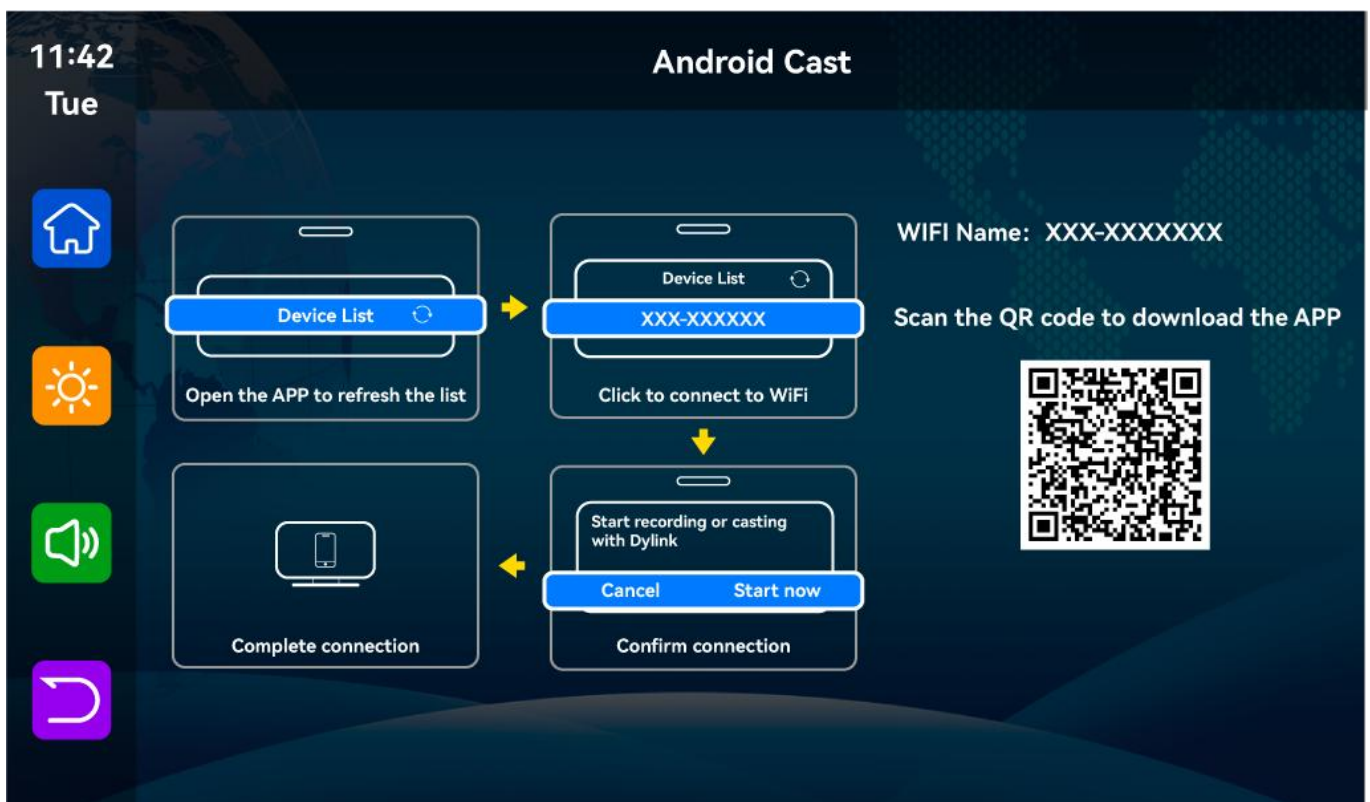 11:42
Tue
Android Cast
Device List
Open the APP to refresh the list
Device List
XXX-XXXXXX
Click to connect to WiFi
WIFI Name: XXX-XXXXXXX
Scan the QR code to download the APP
Complete connection
Start recording or casting
with Dylink
Cancel Start now
Confirm connection